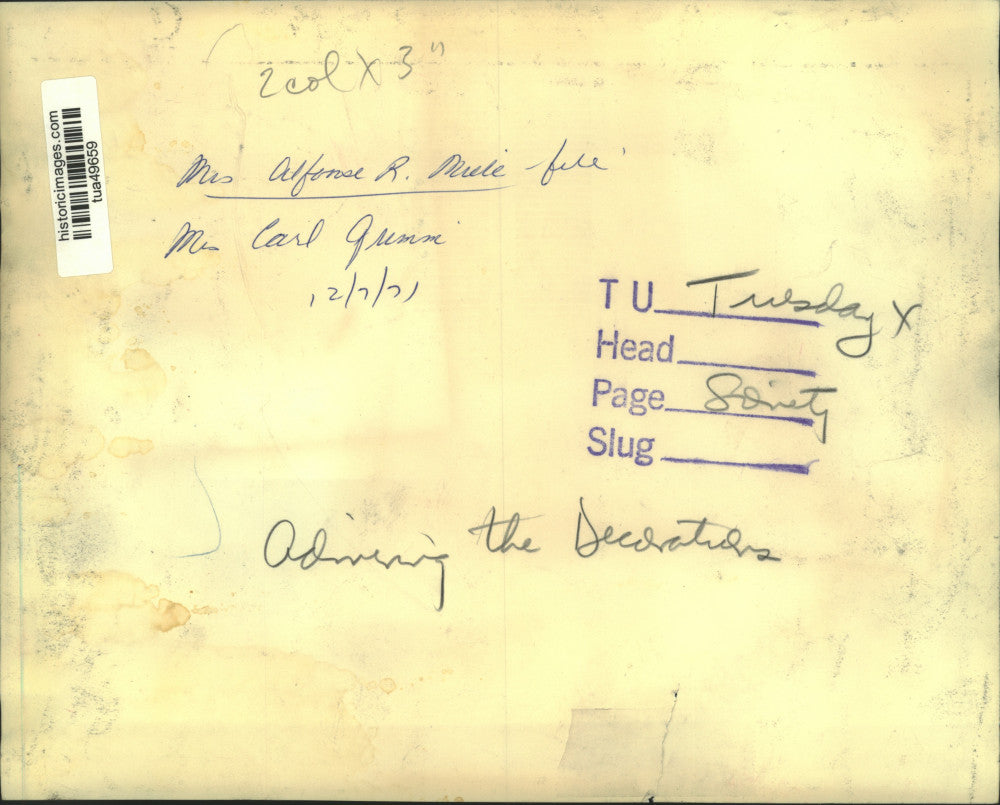 2 col X 3"
historicimages.com
tua49659
Mrs Alfonse R. Miele - file
Mrs Carl Grimm
12/7/71
TU Tuesday X
Head
Page Society
Slug
Admiring the Decorations